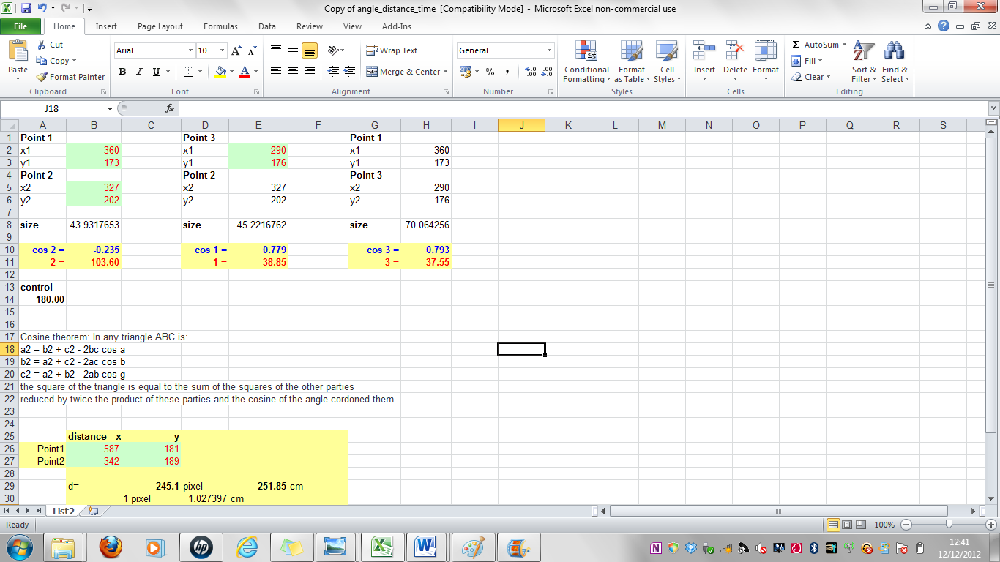 Copy of angle_distance_time [Compatibility Mode] - Microsoft Excel non-commercial use
File Home Insert Page Layout Formulas Data Review View Add-Ins
Paste Cut Copy Format Painter
Clipboard
Arial 10
B I U
Font
Wrap Text
Merge & Center
Alignment
General
% ,
Number
Conditional Formatting Format as Table Cell Styles
Styles
Insert Delete Format
Cells
Σ AutoSum Fill Clear Sort & Filter Find & Select
Editing
J18 fx
A B C D E F G H I J K L M N O P Q R S
1 Point 1 Point 3 Point 1
2 x1 360 x1 290 x1 360
3 y1 173 y1 176 y1 173
4 Point 2 Point 2 Point 3
5 x2 327 x2 327 x2 290
6 y2 202 y2 202 y2 176
7
8 size 43.9317653 size 45.2216762 size 70.064256
9
10 cos 2 = -0.235 cos 1 = 0.779 cos 3 = 0.793
11 2 = 103.60 1 = 38.85 3 = 37.55
12
13 control
14 180.00
15
16
17 Cosine theorem: In any triangle ABC is:
18 a2 = b2 + c2 - 2bc cos a
19 b2 = a2 + c2 - 2ac cos b
20 c2 = a2 + b2 - 2ab cos g
21 the square of the triangle is equal to the sum of the squares of the other parties
22 reduced by twice the product of these parties and the cosine of the angle cordoned them.
23
24
25 distance x y
26 Point1 587 181
27 Point2 342 189
28
29 d= 245.1 pixel 251.85 cm
30 1 pixel 1.027397 cm
List2
Ready 100%
12:41
12/12/2012